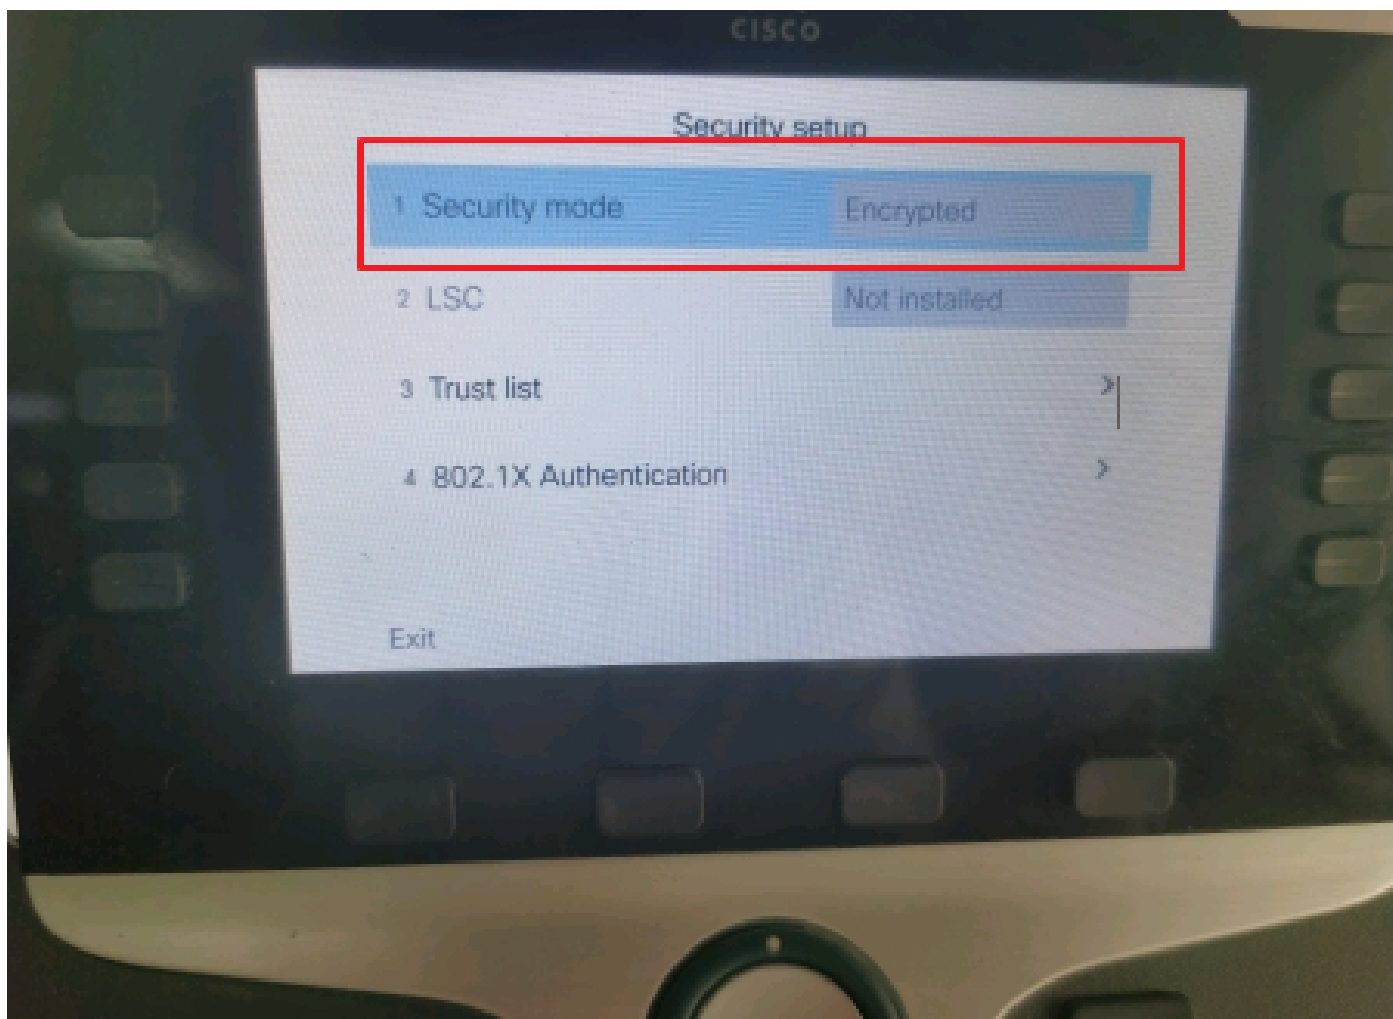 CISCO
Security setup
1 Security mode Encrypted
2 LSC Not installed
3 Trust list >
4 802.1X Authentication >
Exit